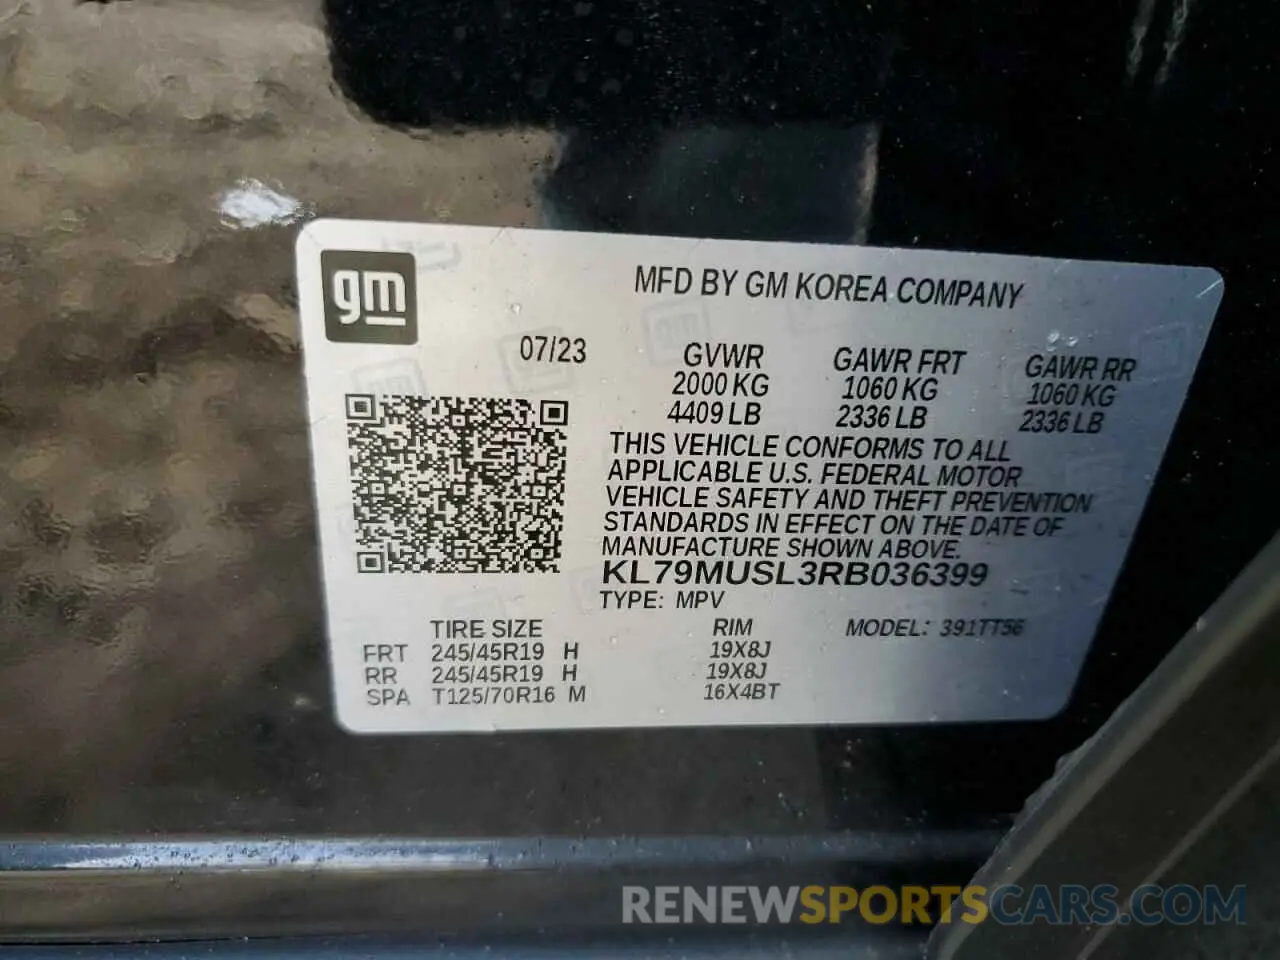 gm
MFD BY GM KOREA COMPANY
07/23
GVWR GAWR FRT GAWR RR
2000 KG 1060 KG 1060 KG
4409 LB 2336 LB 2336 LB
THIS VEHICLE CONFORMS TO ALL
APPLICABLE U.S. FEDERAL MOTOR
VEHICLE SAFETY AND THEFT PREVENTION
STANDARDS IN EFFECT ON THE DATE OF
MANUFACTURE SHOWN ABOVE.
KL79MUSL3RB036399
TYPE: MPV
TIRE SIZE RIM MODEL: 391TT56
FRT 245/45R19 H 19X8J
RR 245/45R19 H 19X8J
SPA T125/70R16 M 16X4BT
RENEWSPORTSCARS.COM